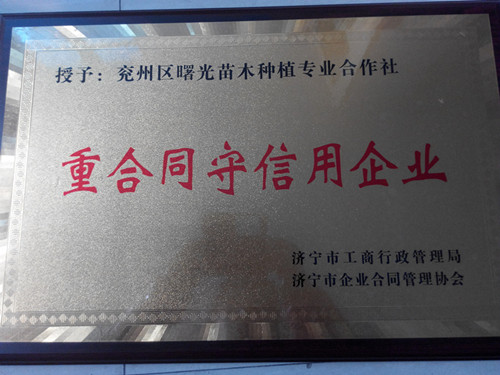 授予：兖州区曙光苗木种植专业合作社
重合同守信用企业
济宁市工商行政管理局
济宁市企业合同管理协会